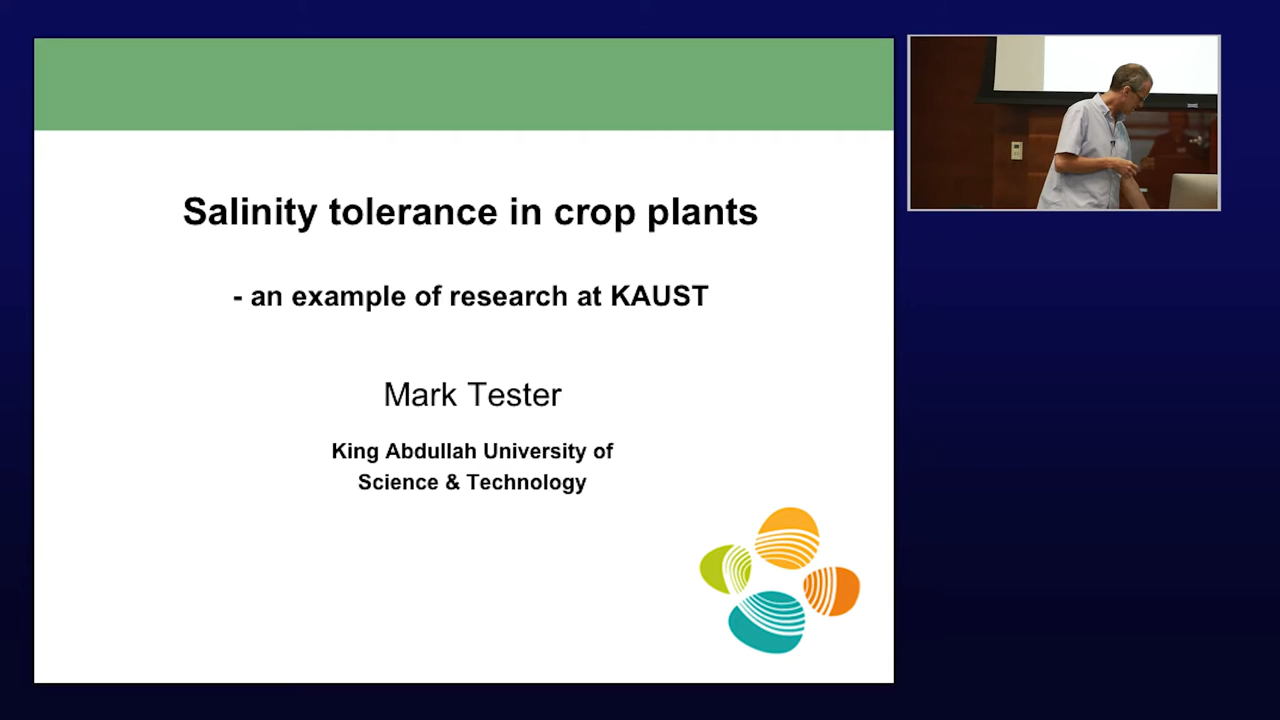 Salinity tolerance in crop plants
- an example of research at KAUST
Mark Tester
King Abdullah University of
Science & Technology